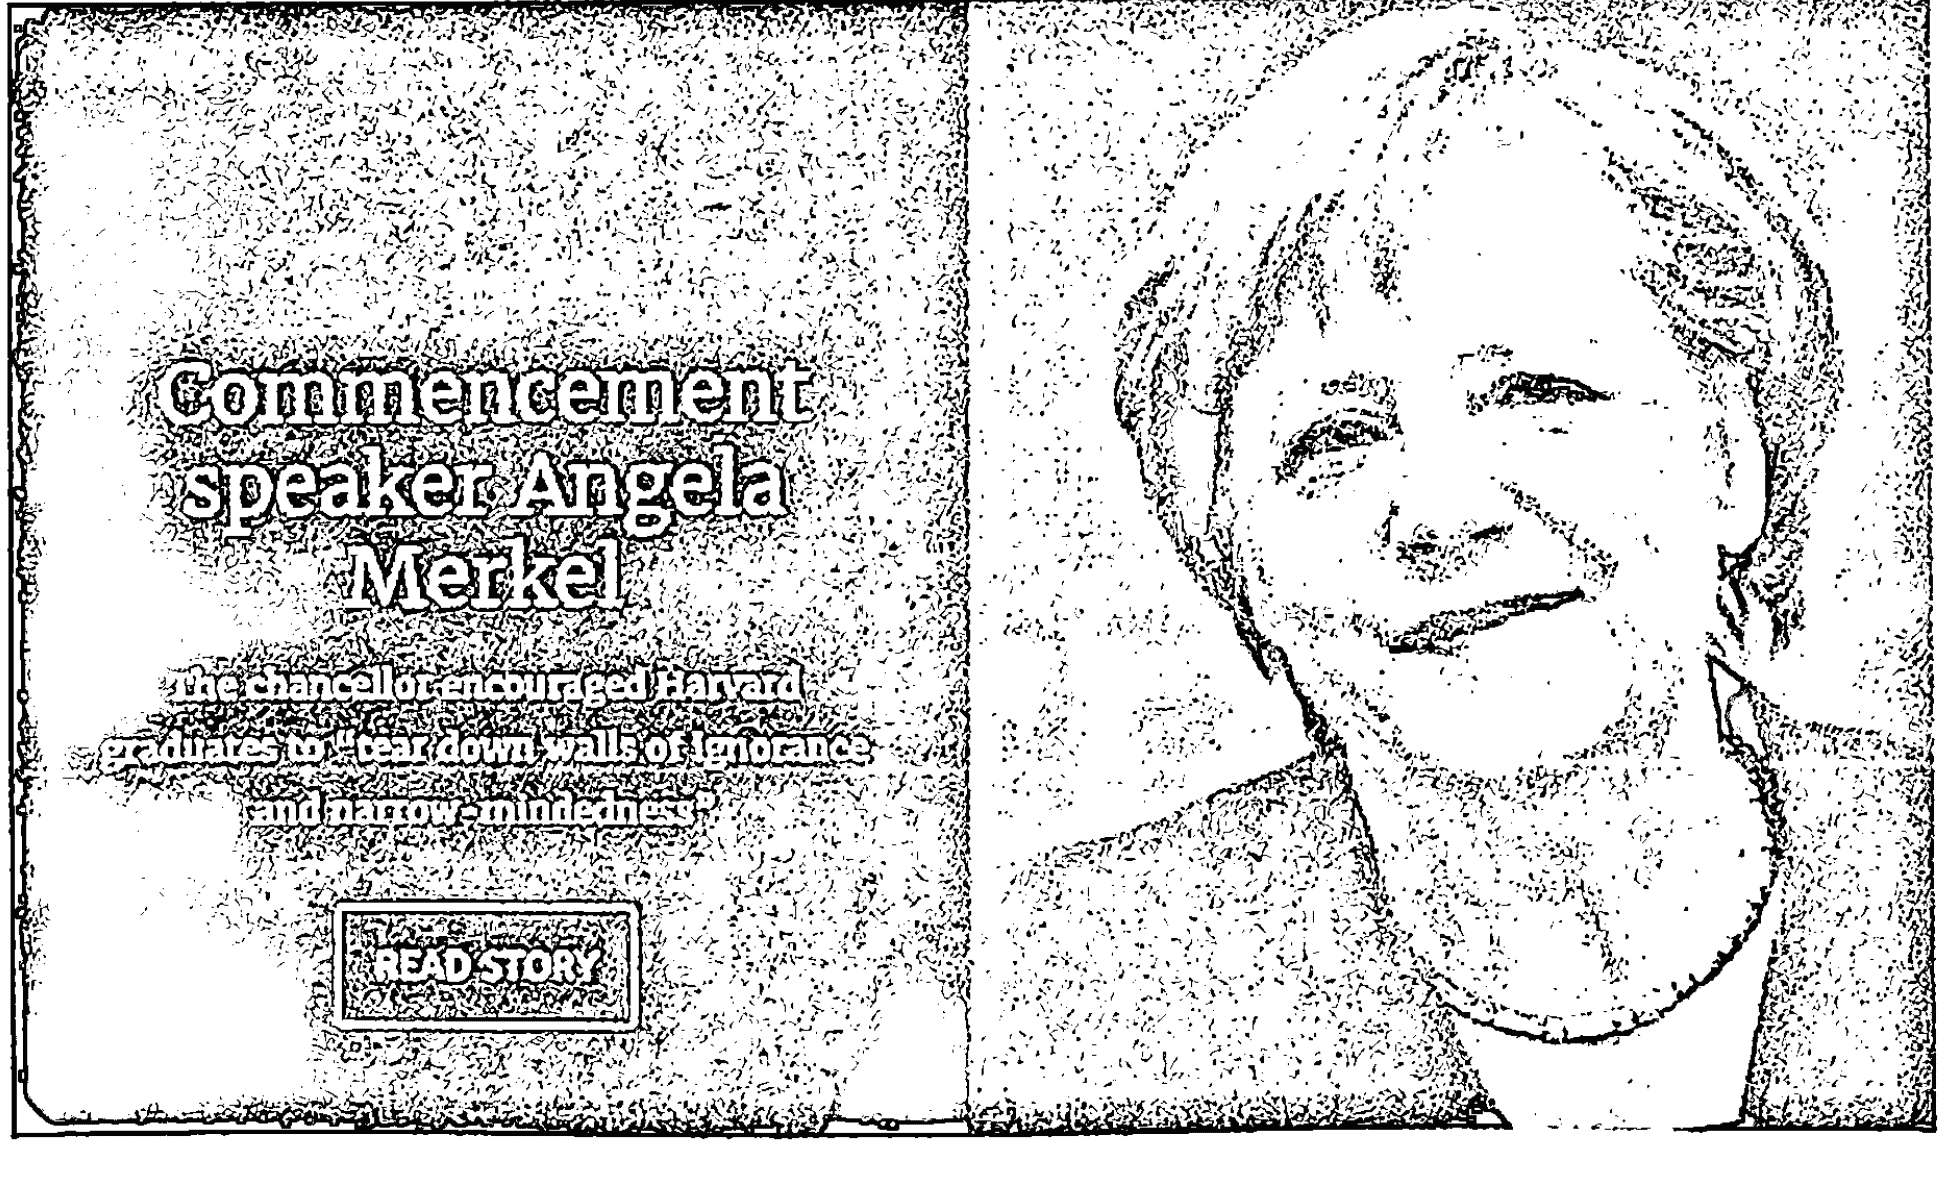 Commencement
speaker Angela
Merkel
The chancellor encouraged Harvard
graduates to "tear down walls of ignorance
and narrow-mindedness"
READ STORY